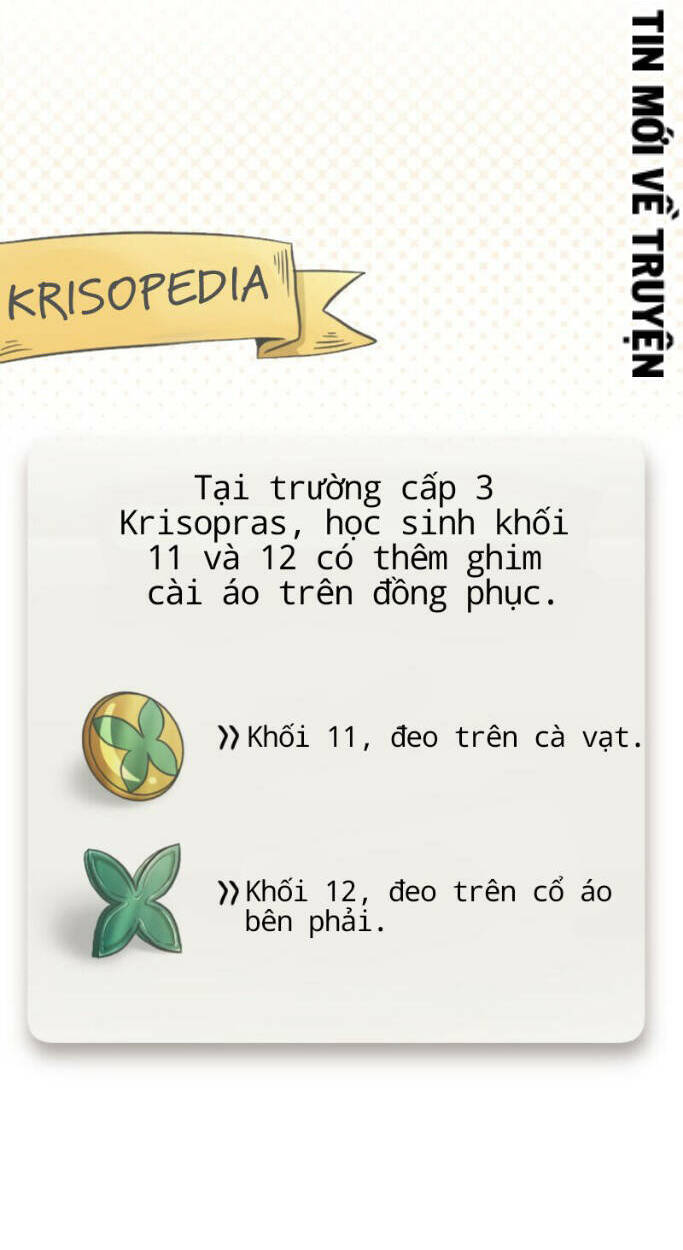 TIN MỚI VỀ TRUYỆN
KRISOPEDIA
Tại trường cấp 3
Krisopras, học sinh khối
11 và 12 có thêm ghim
cài áo trên đồng phục.
Khối 11, đeo trên cà vạt.
Khối 12, đeo trên cổ áo
bên phải.